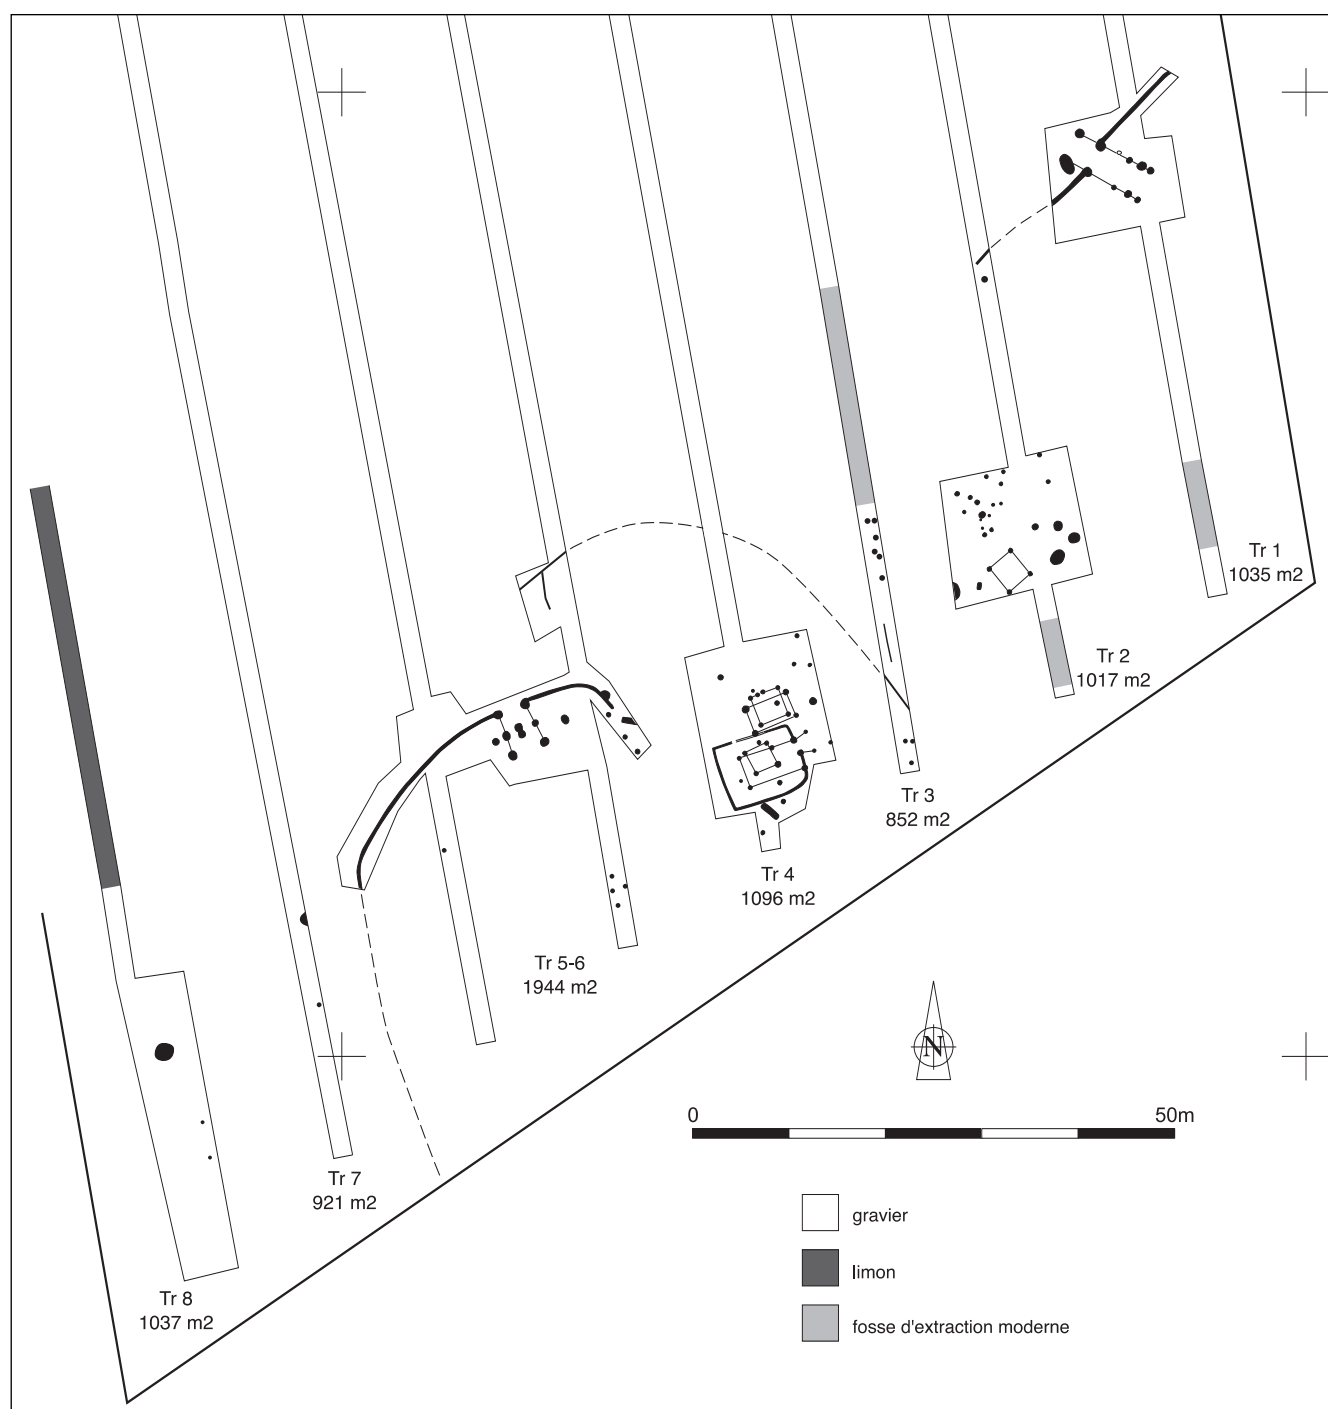 Tr 1
1035 m2
Tr 2
1017 m2
Tr 3
852 m2
Tr 4
1096 m2
Tr 5-6
1944 m2
N
0 50m
Tr 7
921 m2
gravier
limon
Tr 8
1037 m2
fosse d'extraction moderne